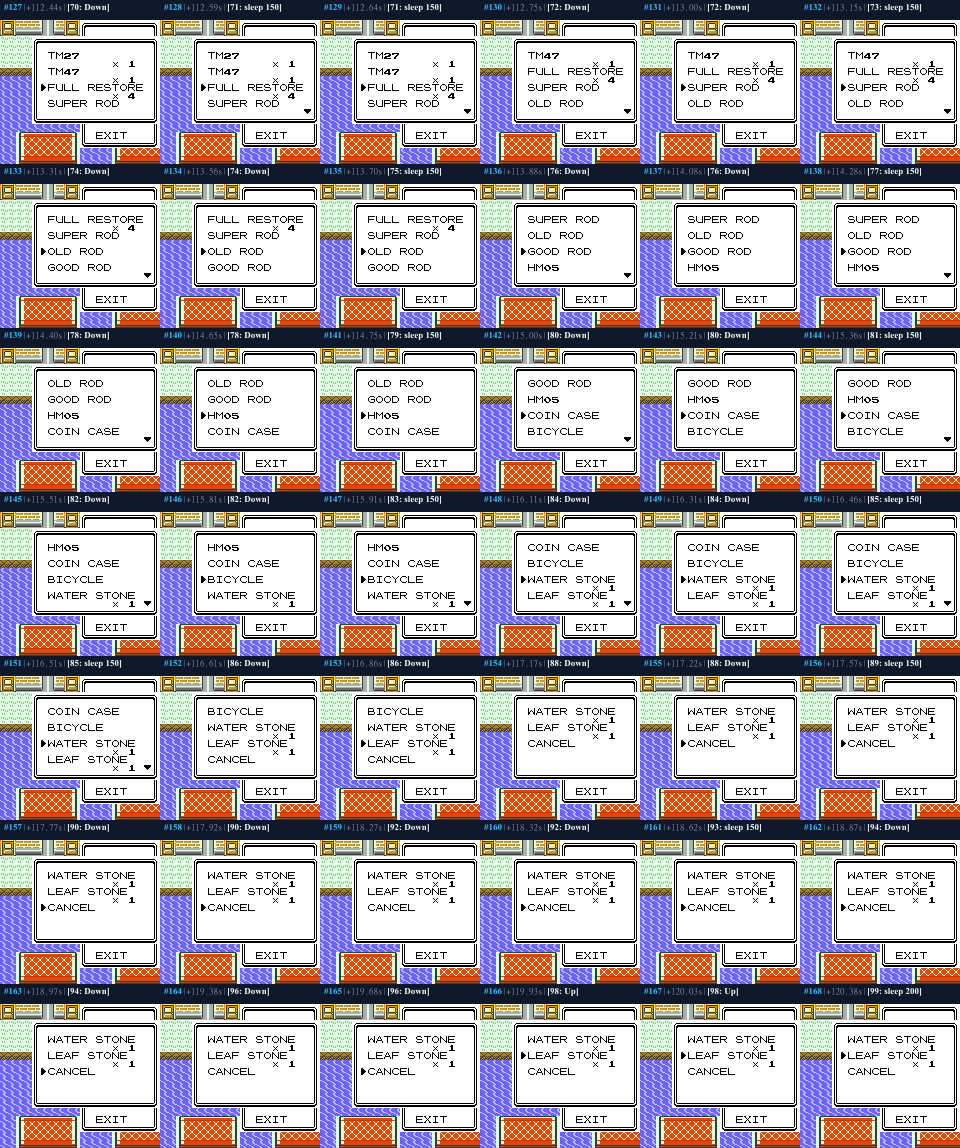 #127|+112.44s|[70: Down]
TM27
× 1
TM47
× 1
FULL RESTORE
× 4
SUPER ROD
EXIT
#128|+112.59s|[71: sleep 150]
TM27
× 1
TM47
× 1
FULL RESTORE
× 4
SUPER ROD
EXIT
#129|+112.64s|[71: sleep 150]
TM27
× 1
TM47
× 1
FULL RESTORE
× 4
SUPER ROD
EXIT
#130|+112.75s|[72: Down]
TM47
× 1
FULL RESTORE
× 4
SUPER ROD
OLD ROD
EXIT
#131|+113.00s|[72: Down]
TM47
× 1
FULL RESTORE
× 4
SUPER ROD
OLD ROD
EXIT
#132|+113.15s|[73: sleep 150]
TM47
× 1
FULL RESTORE
× 4
SUPER ROD
OLD ROD
EXIT
#133|+113.31s|[74: Down]
FULL RESTORE
× 4
SUPER ROD
OLD ROD
GOOD ROD
EXIT
#134|+113.56s|[74: Down]
FULL RESTORE
× 4
SUPER ROD
OLD ROD
GOOD ROD
EXIT
#135|+113.70s|[75: sleep 150]
FULL RESTORE
× 4
SUPER ROD
OLD ROD
GOOD ROD
EXIT
#136|+113.88s|[76: Down]
SUPER ROD
OLD ROD
GOOD ROD
HM05
EXIT
#137|+114.08s|[76: Down]
SUPER ROD
OLD ROD
GOOD ROD
HM05
EXIT
#138|+114.28s|[77: sleep 150]
SUPER ROD
OLD ROD
GOOD ROD
HM05
EXIT
#139|+114.40s|[78: Down]
OLD ROD
GOOD ROD
HM05
COIN CASE
EXIT
#140|+114.65s|[78: Down]
OLD ROD
GOOD ROD
HM05
COIN CASE
EXIT
#141|+114.75s|[79: sleep 150]
OLD ROD
GOOD ROD
HM05
COIN CASE
EXIT
#142|+115.00s|[80: Down]
GOOD ROD
HM05
COIN CASE
BICYCLE
EXIT
#143|+115.21s|[80: Down]
GOOD ROD
HM05
COIN CASE
BICYCLE
EXIT
#144|+115.36s|[81: sleep 150]
GOOD ROD
HM05
COIN CASE
BICYCLE
EXIT
#145|+115.51s|[82: Down]
HM05
COIN CASE
BICYCLE
WATER STONE
× 1
EXIT
#146|+115.81s|[82: Down]
HM05
COIN CASE
BICYCLE
WATER STONE
× 1
EXIT
#147|+115.91s|[83: sleep 150]
HM05
COIN CASE
BICYCLE
WATER STONE
× 1
EXIT
#148|+116.11s|[84: Down]
COIN CASE
BICYCLE
WATER STONE
× 1
LEAF STONE
× 1
EXIT
#149|+116.31s|[84: Down]
COIN CASE
BICYCLE
WATER STONE
× 1
LEAF STONE
× 1
EXIT
#150|+116.46s|[85: sleep 150]
COIN CASE
BICYCLE
WATER STONE
× 1
LEAF STONE
× 1
EXIT
#151|+116.51s|[85: sleep 150]
COIN CASE
BICYCLE
WATER STONE
× 1
LEAF STONE
× 1
EXIT
#152|+116.61s|[86: Down]
BICYCLE
WATER STONE
× 1
LEAF STONE
× 1
CANCEL
EXIT
#153|+116.86s|[86: Down]
BICYCLE
WATER STONE
× 1
LEAF STONE
× 1
CANCEL
EXIT
#154|+117.17s|[88: Down]
WATER STONE
× 1
LEAF STONE
× 1
CANCEL
EXIT
#155|+117.22s|[88: Down]
WATER STONE
× 1
LEAF STONE
× 1
CANCEL
EXIT
#156|+117.57s|[89: sleep 150]
WATER STONE
× 1
LEAF STONE
× 1
CANCEL
EXIT
#157|+117.77s|[90: Down]
WATER STONE
× 1
LEAF STONE
× 1
CANCEL
EXIT
#158|+117.92s|[90: Down]
WATER STONE
× 1
LEAF STONE
× 1
CANCEL
EXIT
#159|+118.27s|[92: Down]
WATER STONE
× 1
LEAF STONE
× 1
CANCEL
EXIT
#160|+118.32s|[92: Down]
WATER STONE
× 1
LEAF STONE
× 1
CANCEL
EXIT
#161|+118.62s|[93: sleep 150]
WATER STONE
× 1
LEAF STONE
× 1
CANCEL
EXIT
#162|+118.87s|[94: Down]
WATER STONE
× 1
LEAF STONE
× 1
CANCEL
EXIT
#163|+118.97s|[94: Down]
WATER STONE
× 1
LEAF STONE
× 1
CANCEL
EXIT
#164|+119.38s|[96: Down]
WATER STONE
× 1
LEAF STONE
× 1
CANCEL
EXIT
#165|+119.68s|[96: Down]
WATER STONE
× 1
LEAF STONE
× 1
CANCEL
EXIT
#166|+119.93s|[98: Up]
WATER STONE
× 1
LEAF STONE
× 1
CANCEL
EXIT
#167|+120.03s|[98: Up]
WATER STONE
× 1
LEAF STONE
× 1
CANCEL
EXIT
#168|+120.38s|[99: sleep 200]
WATER STONE
× 1
LEAF STONE
× 1
CANCEL
EXIT